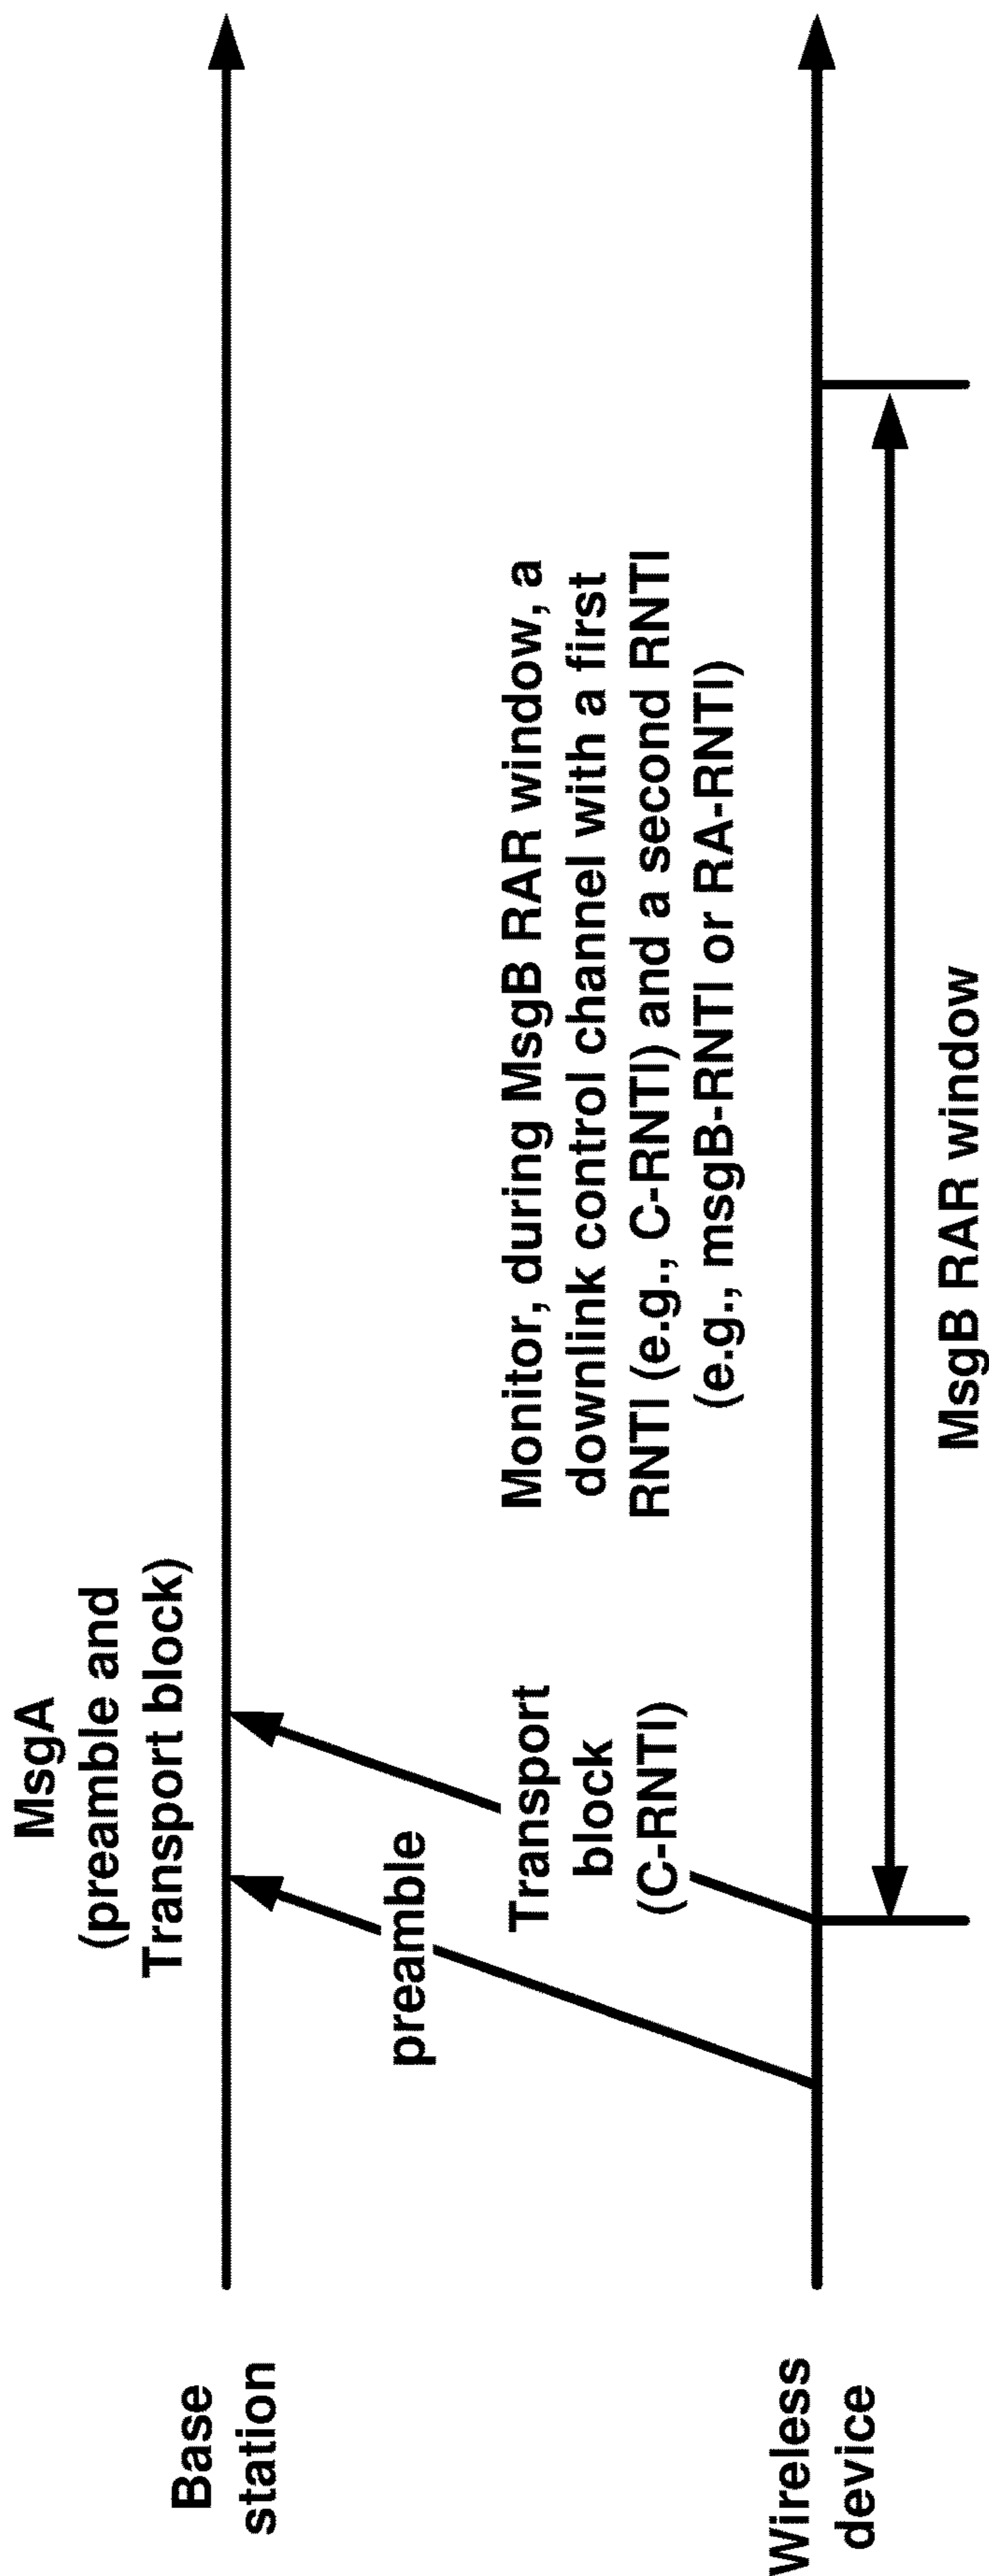 MsgA
(preamble and
Transport block)
Base
station
preamble
Transport
block
(C-RNTI)
Monitor, during MsgB RAR window, a
downlink control channel with a first
RNTI (e.g., C-RNTI) and a second RNTI
(e.g., msgB-RNTI or RA-RNTI)
Wireless
device
MsgB RAR window